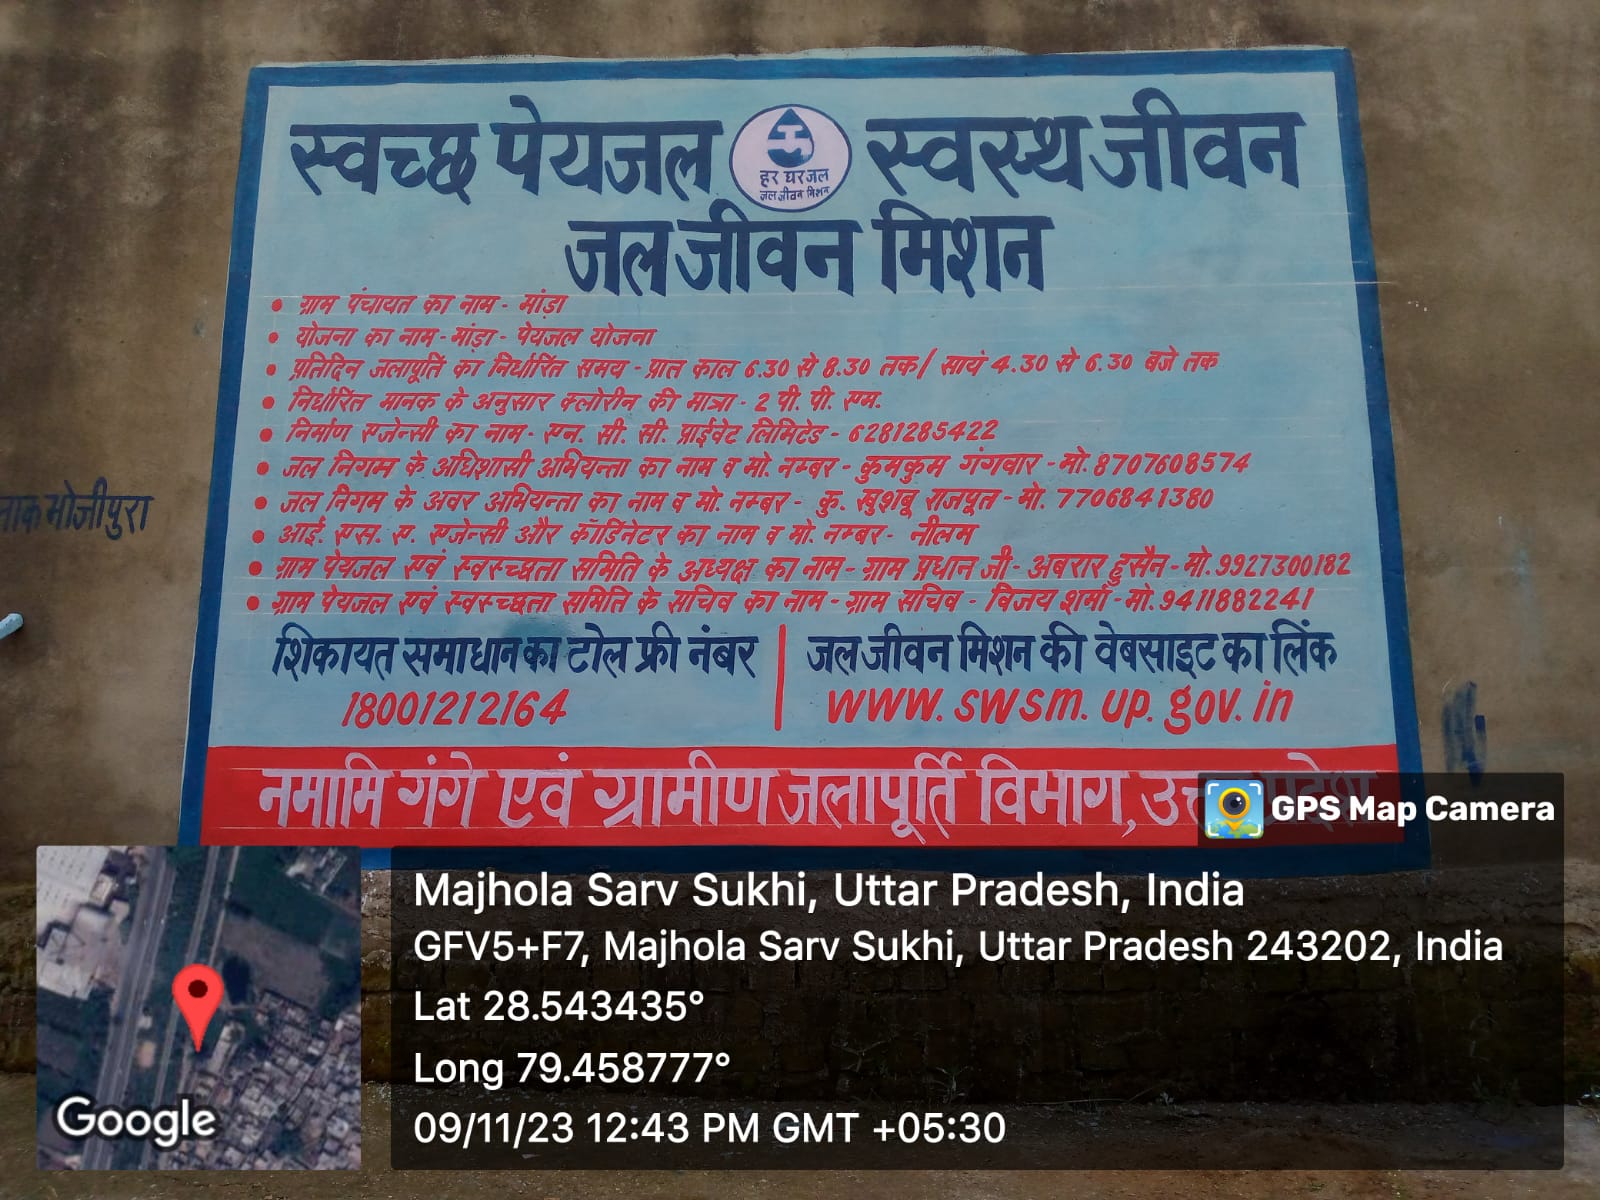 स्वच्छ पेयजल स्वस्थ जीवन
हर घर जल
जल जीवन मिशन
जल जीवन मिशन
• ग्राम पंचायत का नाम - मांड़ा
• योजना का नाम - मांड़ा - पेयजल योजना
• प्रतिदिन जलापूर्ति का निर्धारित समय - प्रात काल 6.30 से 8.30 तक / सायं 4.30 से 6.30 बजे तक
• निर्धारित मानक के अनुसार क्लोरीन की मात्रा - 2 पी. पी. एम.
• निर्माण एजेन्सी का नाम - एन. सी. सी. प्राईवेट लिमिटेड - 6281285422
• जल निगम के अधिशासी अभियन्ता का नाम व मो. नम्बर - कुमकुम गंगवार - मो. 8707608574
• जल निगम के अवर अभियन्ता का नाम व मो. नम्बर - कु. खुशबू राजपूत - मो. 7706841380
• आई. एस. ए. एजेन्सी और कॉर्डिनेटर का नाम व मो. नम्बर - नीलम
• ग्राम पेयजल एवं स्वस्च्छता समिति के अध्यक्ष का नाम - ग्राम प्रधान जी - अबरार हुसैन - मो. 9927300182
• ग्राम पेयजल एवं स्वस्च्छता समिति के सचिव का नाम - ग्राम सचिव - विजय शर्मा - मो. 9411882241
शिकायत समाधान का टोल फ्री नंबर
18001212164
जल जीवन मिशन की वेबसाइट का लिंक
www.swsm.up.gov.in
नमामि गंगे एवं ग्रामीण जलापूर्ति विभाग,
भोजीपुरा
GPS Map Camera
Majhola Sarv Sukhi, Uttar Pradesh, India
GFV5+F7, Majhola Sarv Sukhi, Uttar Pradesh 243202, India
Lat 28.543435°
Long 79.458777°
09/11/23 12:43 PM GMT +05:30
Google